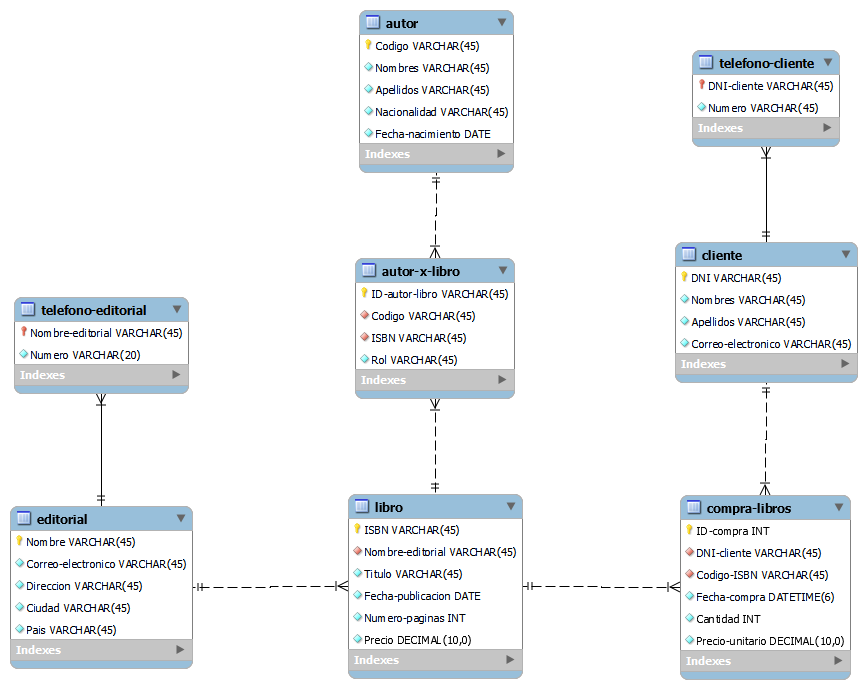 autor
Codigo VARCHAR(45)
Nombres VARCHAR(45)
Apellidos VARCHAR(45)
Nacionalidad VARCHAR(45)
Fecha-nacimiento DATE
Indexes
telefono-cliente
DNI-cliente VARCHAR(45)
Numero VARCHAR(45)
Indexes
autor-x-libro
ID-autor-libro VARCHAR(45)
Codigo VARCHAR(45)
ISBN VARCHAR(45)
Rol VARCHAR(45)
Indexes
cliente
DNI VARCHAR(45)
Nombres VARCHAR(45)
Apellidos VARCHAR(45)
Correo-electronico VARCHAR(45)
Indexes
telefono-editorial
Nombre-editorial VARCHAR(45)
Numero VARCHAR(20)
Indexes
editorial
Nombre VARCHAR(45)
Correo-electronico VARCHAR(45)
Direccion VARCHAR(45)
Ciudad VARCHAR(45)
Pais VARCHAR(45)
Indexes
libro
ISBN VARCHAR(45)
Nombre-editorial VARCHAR(45)
Titulo VARCHAR(45)
Fecha-publicacion DATE
Numero-paginas INT
Precio DECIMAL(10,0)
Indexes
compra-libros
ID-compra INT
DNI-cliente VARCHAR(45)
Codigo-ISBN VARCHAR(45)
Fecha-compra DATETIME(6)
Cantidad INT
Precio-unitario DECIMAL(10,0)
Indexes